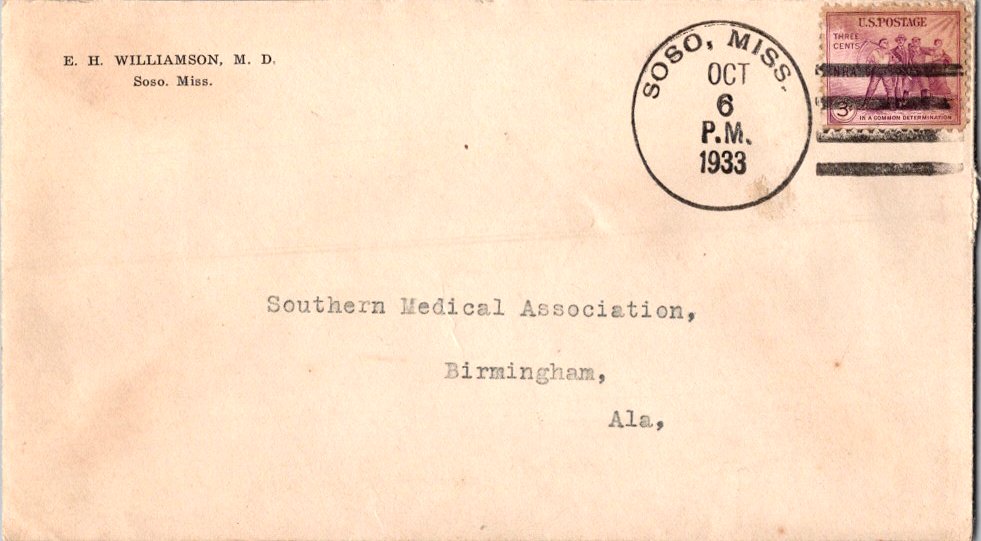 E. H. WILLIAMSON, M. D.
Soso. Miss.
SOSO, MISS.
OCT
6
P.M.
1933
U.S.POSTAGE
THREE
CENTS
NRA
3
IN A COMMON DETERMINATION
Southern Medical Association,
Birmingham,
Ala,